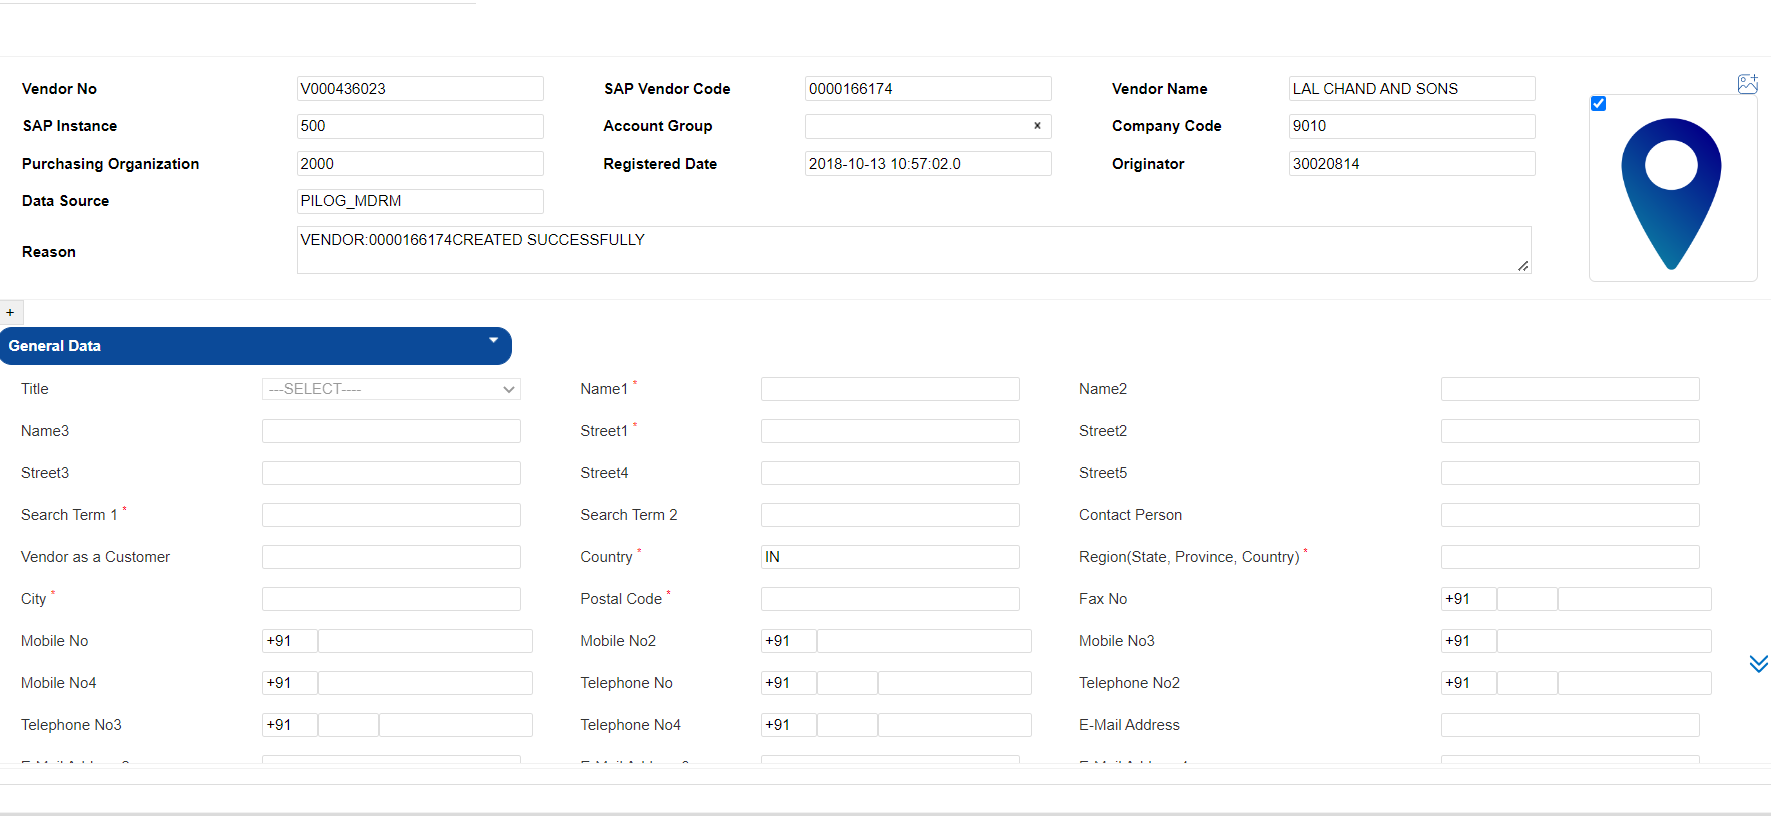 Vendor No V000436023 SAP Vendor Code 0000166174 Vendor Name LAL CHAND AND SONS
SAP Instance 500 Account Group × Company Code 9010
Purchasing Organization 2000 Registered Date 2018-10-13 10:57:02.0 Originator 30020814
Data Source PILOG_MDRM
Reason VENDOR:0000166174CREATED SUCCESSFULLY
+
General Data
Title ---SELECT---- Name1 * Name2
Name3 Street1 * Street2
Street3 Street4 Street5
Search Term 1 * Search Term 2 Contact Person
Vendor as a Customer Country * IN Region(State, Province, Country) *
City * Postal Code * Fax No +91
Mobile No +91 Mobile No2 +91 Mobile No3 +91
Mobile No4 +91 Telephone No +91 Telephone No2 +91
Telephone No3 +91 Telephone No4 +91 E-Mail Address